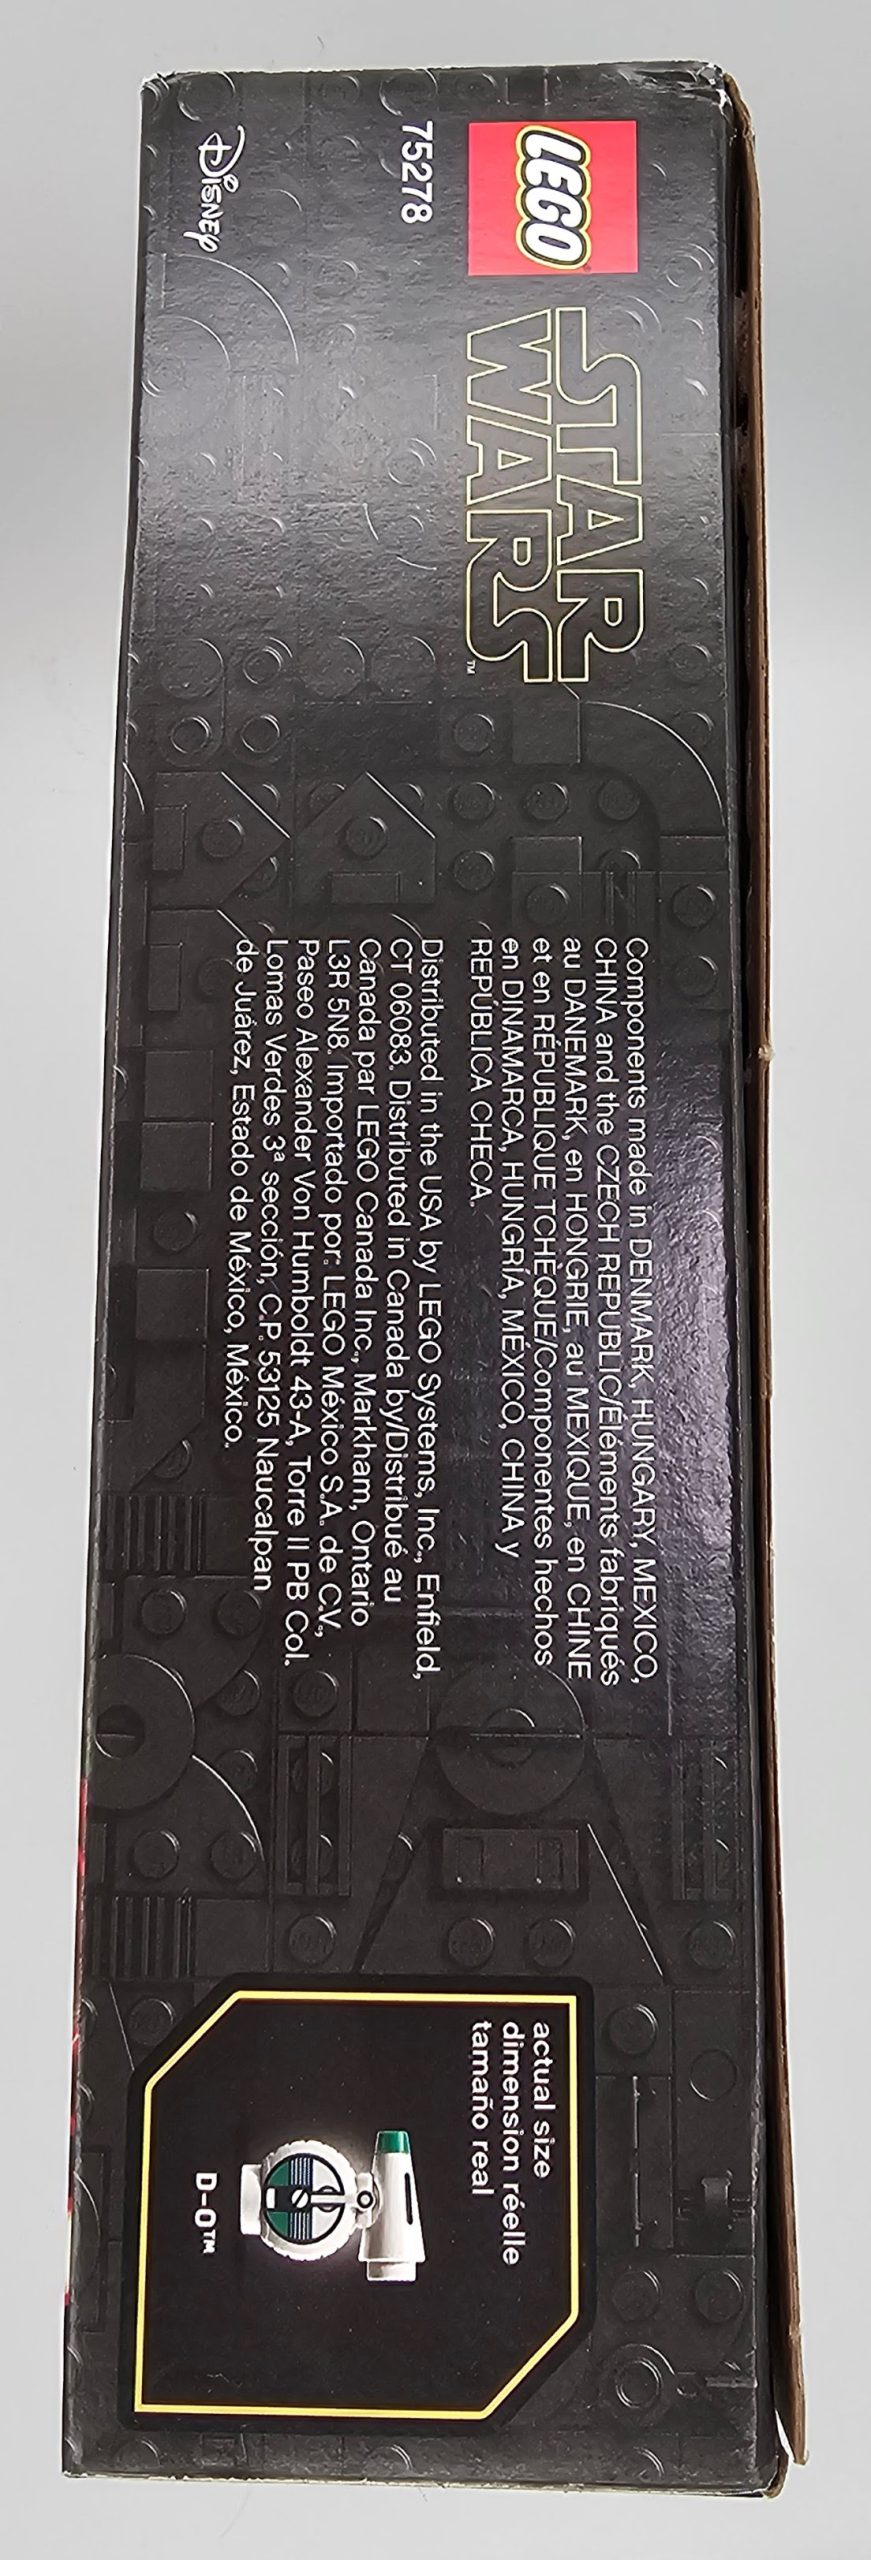 LEGO
STAR
WARS™
75278
Disney
Components made in DENMARK, HUNGARY, MEXICO,
CHINA and the CZECH REPUBLIC/Éléments fabriqués
au DANEMARK, en HONGRIE, au MEXIQUE, en CHINE
et en RÉPUBLIQUE TCHÈQUE/Componentes hechos
en DINAMARCA, HUNGRÍA, MÉXICO, CHINA y
REPÚBLICA CHECA.
Distributed in the USA by LEGO Systems, Inc., Enfield,
CT 06083. Distributed in Canada by/Distribué au
Canada par LEGO Canada Inc., Markham, Ontario
L3R 5N8. Importado por: LEGO México S.A. de C.V.,
Paseo Alexander Von Humboldt 43-A, Torre II PB Col.
Lomas Verdes 3ª sección, C.P. 53125 Naucalpan
de Juárez, Estado de México, México.
actual size
dimension réelle
tamaño real
D-O™